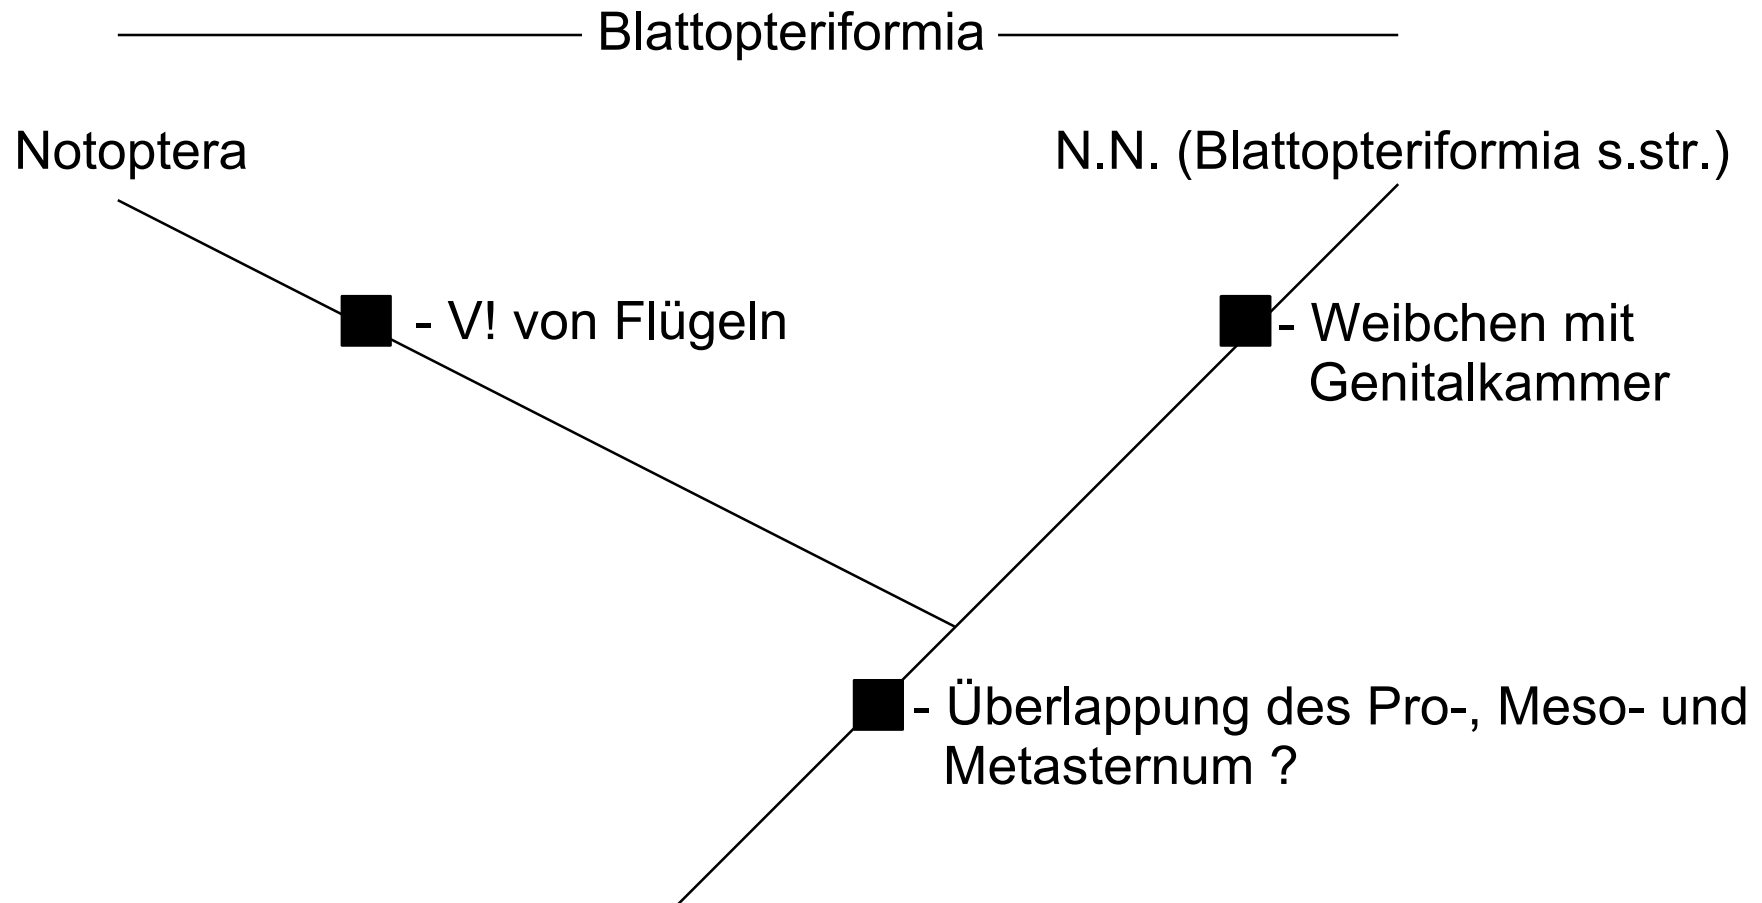 Blattopteriformia
Notoptera
N.N. (Blattopteriformia s.str.)
- V! von Flügeln
- Weibchen mit
Genitalkammer
- Überlappung des Pro-, Meso- und
Metasternum ?